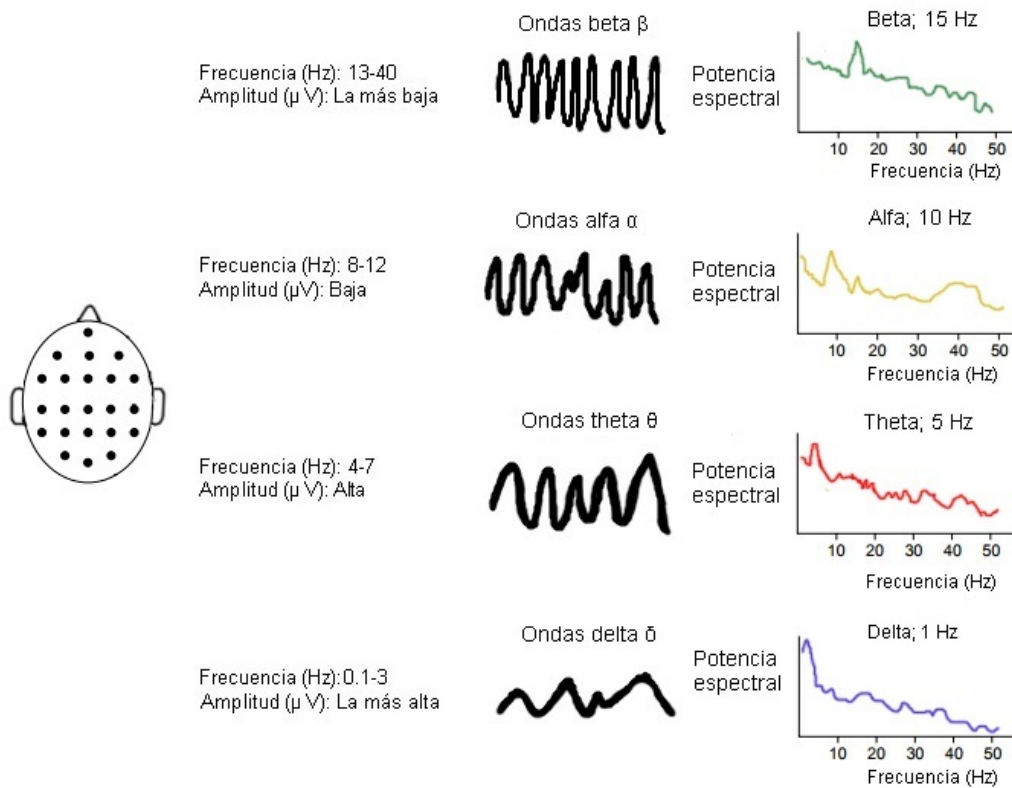 Ondas beta β
Beta; 15 Hz
Frecuencia (Hz): 13-40
Amplitud (μ V): La más baja
Potencia
espectral
10 20 30 40 50
Frecuencia (Hz)
Ondas alfa α
Alfa; 10 Hz
Frecuencia (Hz): 8-12
Amplitud (μV): Baja
Potencia
espectral
10 20 30 40 50
Frecuencia (Hz)
Ondas theta θ
Theta; 5 Hz
Frecuencia (Hz): 4-7
Amplitud (μ V): Alta
Potencia
espectral
10 20 30 40 50
Frecuencia (Hz)
Ondas delta δ
Delta; 1 Hz
Frecuencia (Hz): 0.1-3
Amplitud (μ V): La más alta
Potencia
espectral
10 20 30 40 50
Frecuencia (Hz)